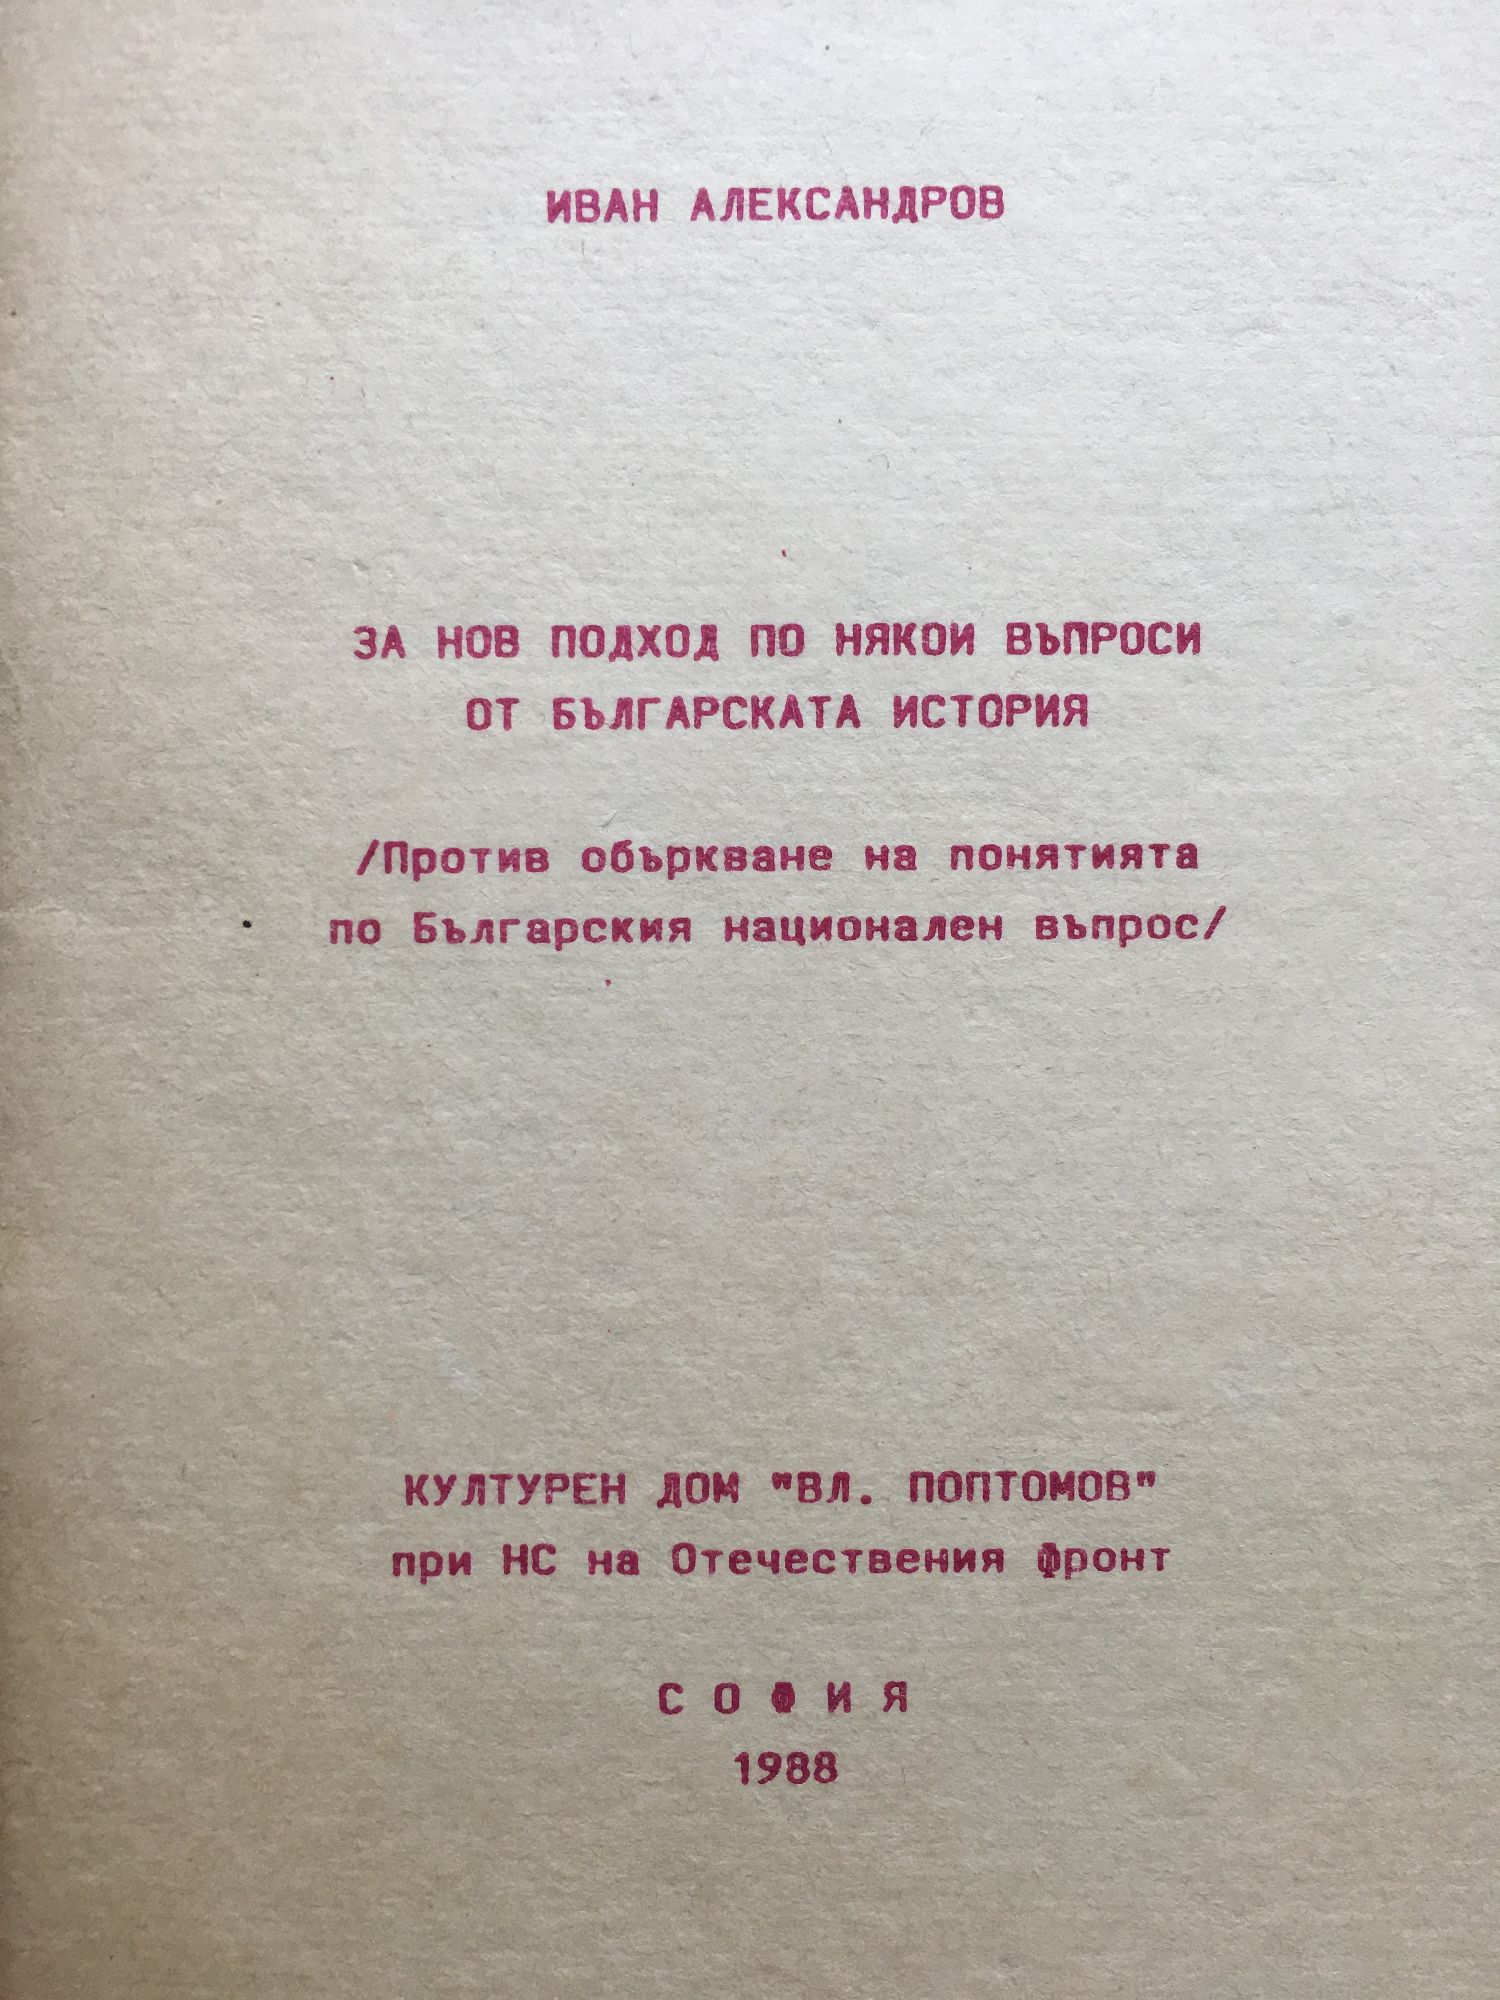 ИВАН АЛЕКСАНДРОВ
ЗА НОВ ПОДХОД ПО НЯКОИ ВЪПРОСИ
ОТ БЪЛГАРСКАТА ИСТОРИЯ
/Против объркване на понятията
по Българския национален въпрос/
КУЛТУРЕН ДОМ "ВЛ. ПОПТОМОВ"
при НС на Отечествения фронт
С О Ф И Я
1988